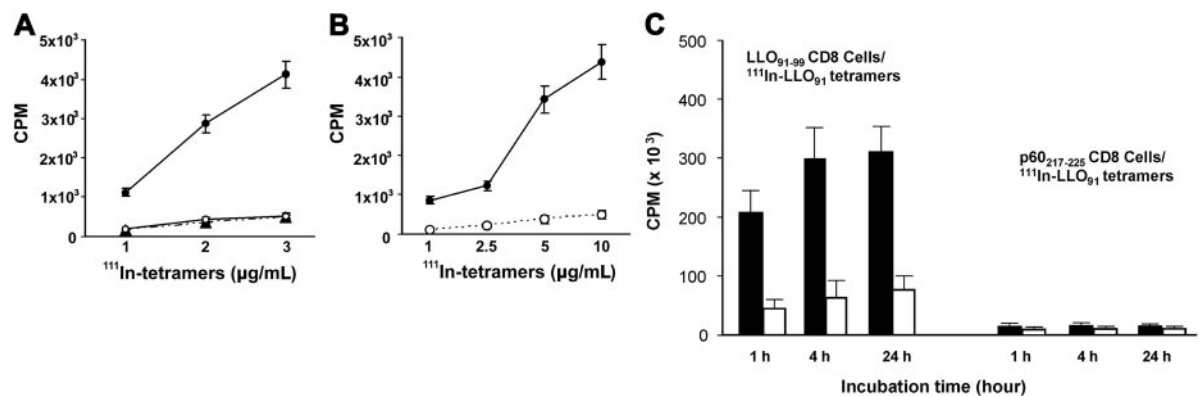 A
CPM
5x10³
4x10³
3x10³
2x10³
1x10³
0
1
2
3
¹¹¹In-tetramers (µg/mL)
B
CPM
5x10³
4x10³
3x10³
2x10³
1x10³
0
1
2.5
5
10
¹¹¹In-tetramers (µg/mL)
C
CPM (x 10³)
500
400
300
200
100
0
LLO₉₁₋₉₉ CD8 Cells/
¹¹¹In-LLO₉₁ tetramers
p60₂₁₇₋₂₂₅ CD8 Cells/
¹¹¹In-LLO₉₁ tetramers
1 h
4 h
24 h
1 h
4 h
24 h
Incubation time (hour)